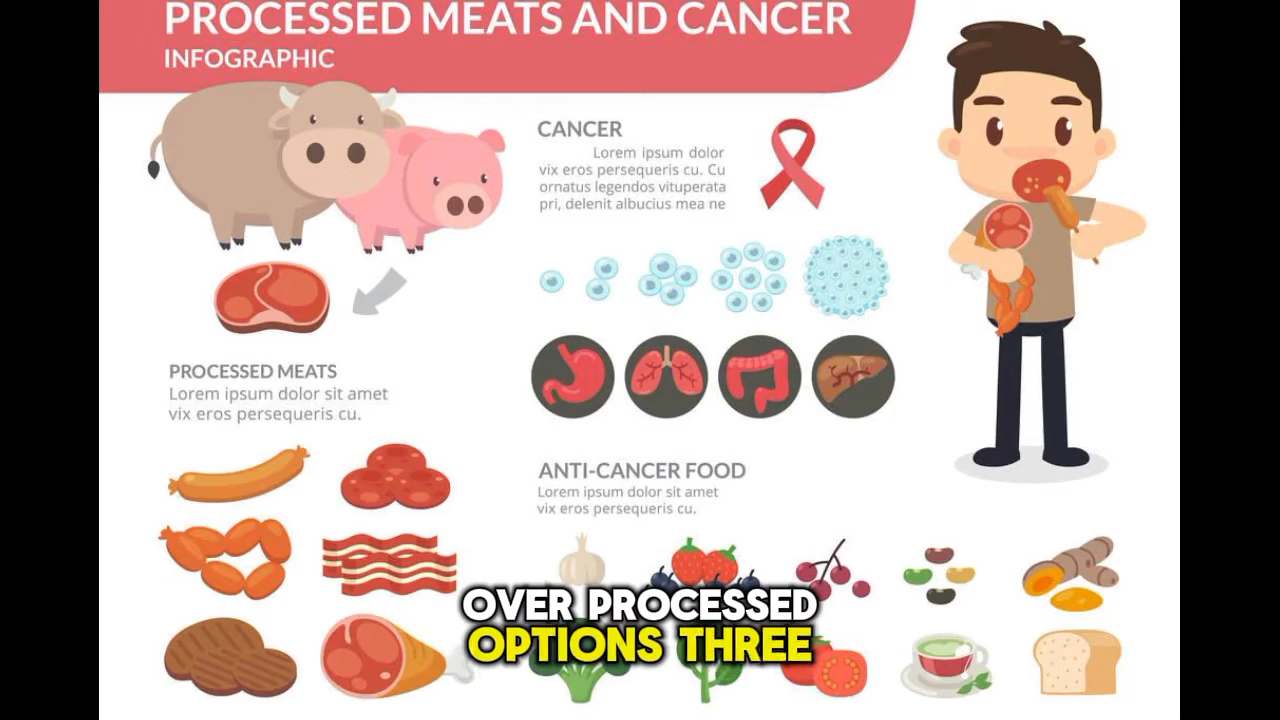 PROCESSED MEATS AND CANCER
INFOGRAPHIC
CANCER
Lorem ipsum dolor
vix eros persequeris cu. Cu
ornatus legendos vituperata
pri, delenit albucius mea ne
PROCESSED MEATS
Lorem ipsum dolor sit amet
vix eros persequeris cu.
ANTI-CANCER FOOD
Lorem ipsum dolor sit amet
vix eros persequeris cu.
OVER PROCESSED
OPTIONS THREE